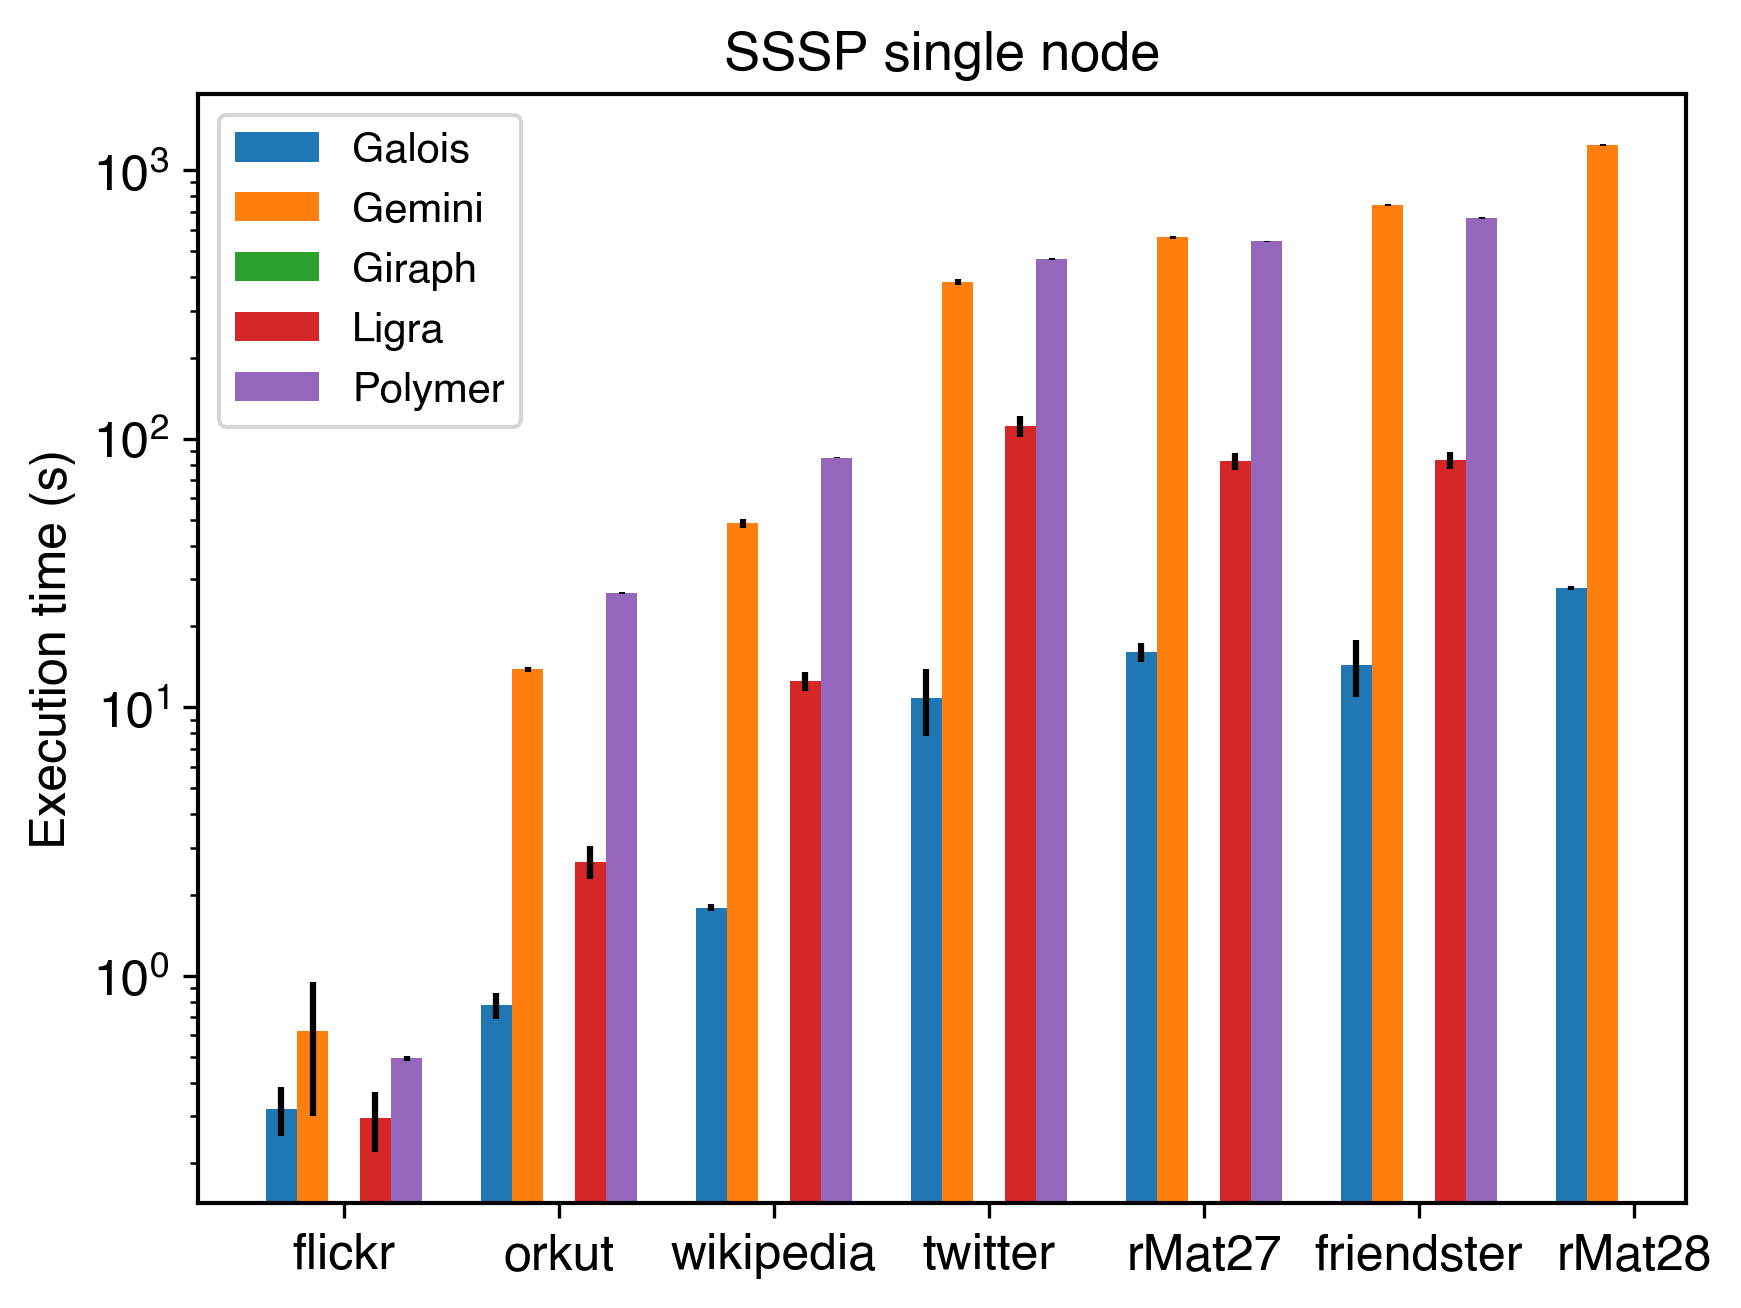 SSSP single node
Galois
Gemini
Giraph
Ligra
Polymer
Execution time (s)
10³
10²
10¹
10⁰
flickr orkut wikipedia twitter rMat27 friendster rMat28